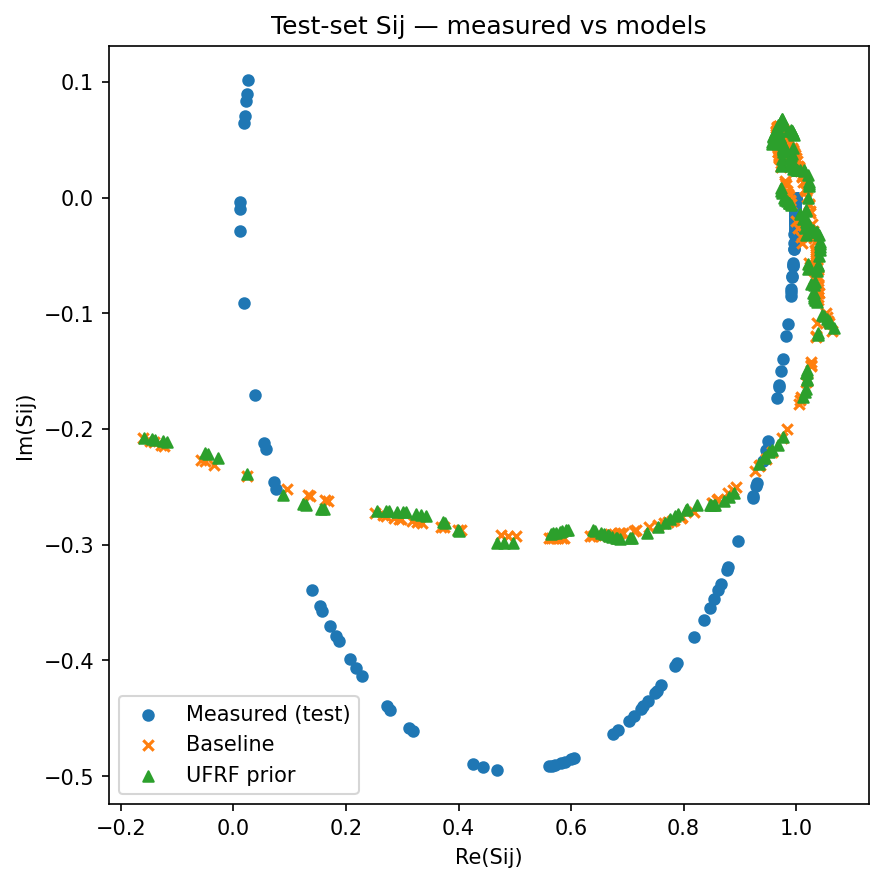 Test-set Sij — measured vs models
0.1
0.0
−0.1
−0.2
−0.3
−0.4
−0.5
Im(Sij)
Measured (test)
Baseline
UFRF prior
−0.2 0.0 0.2 0.4 0.6 0.8 1.0
Re(Sij)